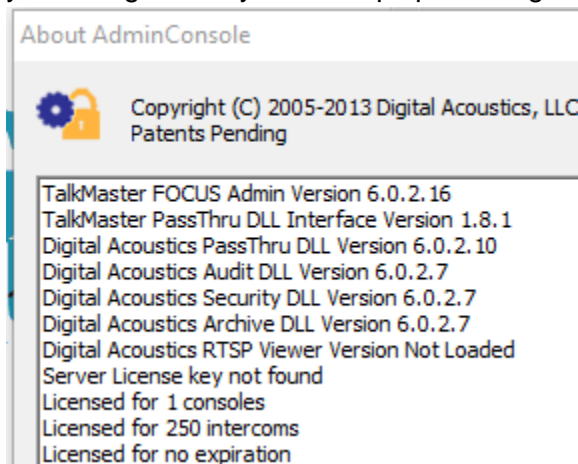 About AdminConsole
Copyright (C) 2005-2013 Digital Acoustics, LLC
Patents Pending
TalkMaster FOCUS Admin Version 6.0.2.16
TalkMaster PassThru DLL Interface Version 1.8.1
Digital Acoustics PassThru DLL Version 6.0.2.10
Digital Acoustics Audit DLL Version 6.0.2.7
Digital Acoustics Security DLL Version 6.0.2.7
Digital Acoustics Archive DLL Version 6.0.2.7
Digital Acoustics RTSP Viewer Version Not Loaded
Server License key not found
Licensed for 1 consoles
Licensed for 250 intercoms
Licensed for no expiration